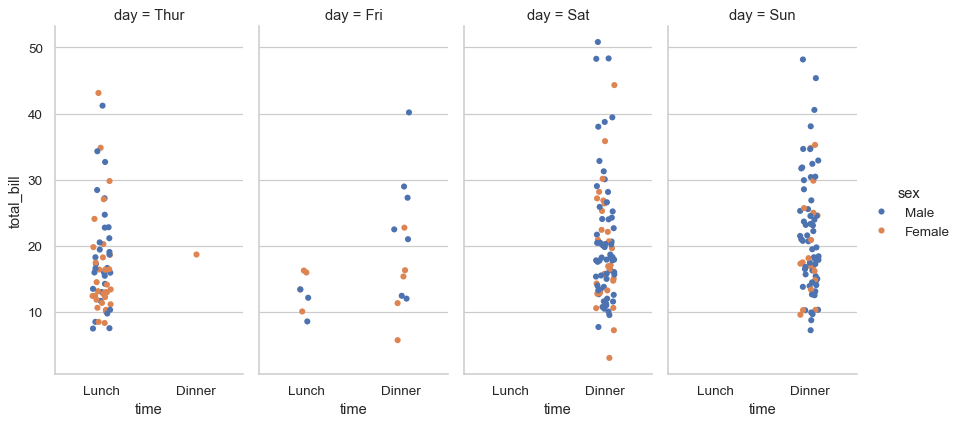 day = Thur
day = Fri
day = Sat
day = Sun
total_bill
50
40
30
20
10
Lunch
Dinner
Lunch
Dinner
Lunch
Dinner
Lunch
Dinner
time
time
time
time
sex
Male
Female